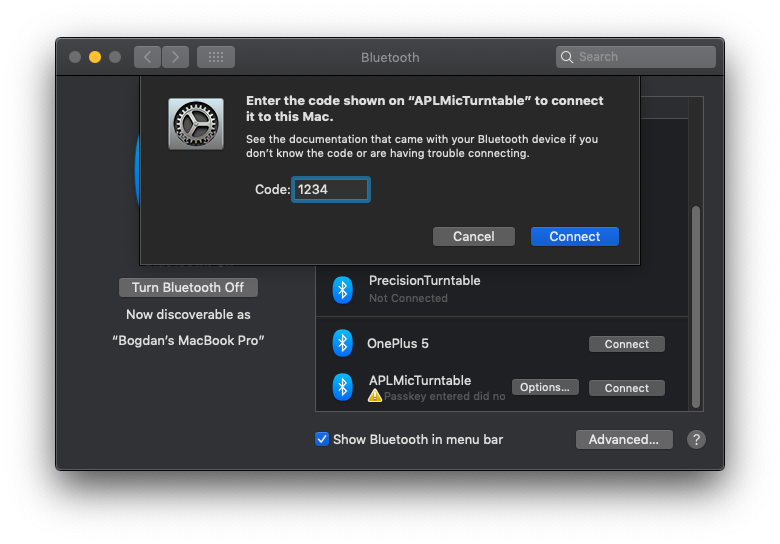 Bluetooth
Search
Enter the code shown on “APLMicTurntable” to connect
it to this Mac.
See the documentation that came with your Bluetooth device if you
don’t know the code or are having trouble connecting.
Code: 1234
Cancel
Connect
Turn Bluetooth Off
Now discoverable as
“Bogdan’s MacBook Pro”
PrecisionTurntable
Not Connected
OnePlus 5
Connect
APLMicTurntable
Passkey entered did no
Options...
Connect
Show Bluetooth in menu bar
Advanced...
?